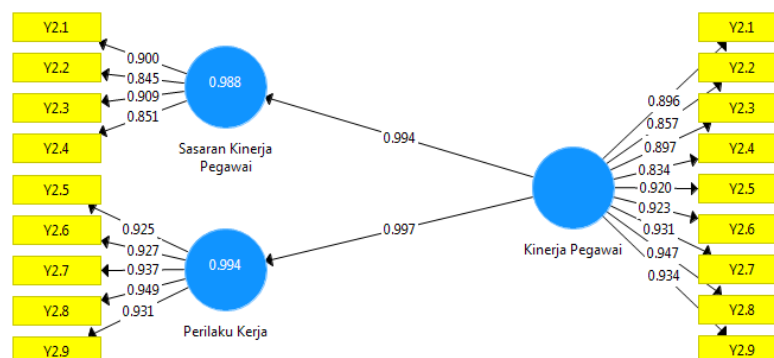 Y2.1
Y2.2
Y2.3
Y2.4
0.900
0.845
0.909
0.851
0.988
Sasaran Kinerja
Pegawai
Y2.5
Y2.6
Y2.7
Y2.8
Y2.9
0.925
0.927
0.937
0.949
0.931
0.994
Perilaku Kerja
0.994
0.997
Kinerja Pegawai
0.896
0.857
0.897
0.834
0.920
0.923
0.931
0.947
0.934
Y2.1
Y2.2
Y2.3
Y2.4
Y2.5
Y2.6
Y2.7
Y2.8
Y2.9